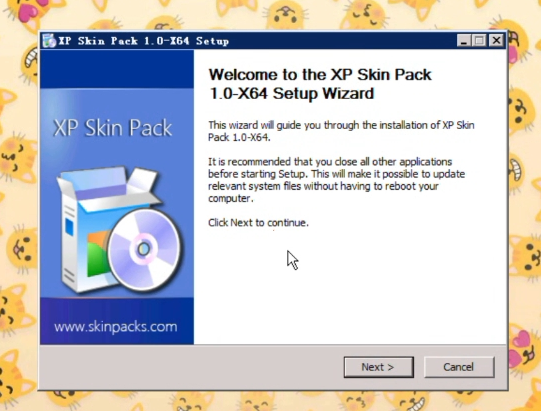 XP Skin Pack 1.0-X64 Setup
Welcome to the XP Skin Pack
1.0-X64 Setup Wizard
XP Skin Pack
This wizard will guide you through the installation of XP Skin
Pack 1.0-X64.
It is recommended that you close all other applications
before starting Setup. This will make it possible to update
relevant system files without having to reboot your
computer.
Click Next to continue.
www.skinpacks.com
Next >
Cancel